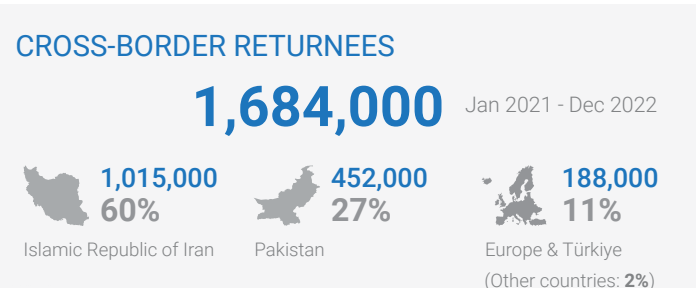 CROSS-BORDER RETURNEES
1,684,000 Jan 2021 - Dec 2022
1,015,000 452,000 188,000
60% 27% 11%
Islamic Republic of Iran Pakistan Europe & Türkiye
(Other countries: 2%)